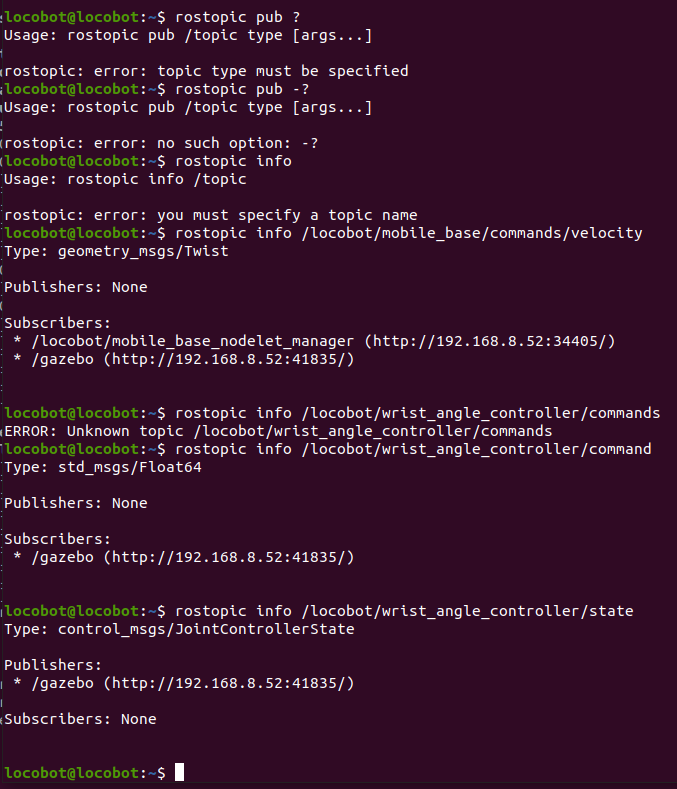 locobot@locobot:~$ rostopic pub ?
Usage: rostopic pub /topic type [args...]
rostopic: error: topic type must be specified
locobot@locobot:~$ rostopic pub -?
Usage: rostopic pub /topic type [args...]
rostopic: error: no such option: -?
locobot@locobot:~$ rostopic info
Usage: rostopic info /topic
rostopic: error: you must specify a topic name
locobot@locobot:~$ rostopic info /locobot/mobile_base/commands/velocity
Type: geometry_msgs/Twist
Publishers: None
Subscribers:
 * /locobot/mobile_base_nodelet_manager (http://192.168.8.52:34405/)
 * /gazebo (http://192.168.8.52:41835/)
locobot@locobot:~$ rostopic info /locobot/wrist_angle_controller/commands
ERROR: Unknown topic /locobot/wrist_angle_controller/commands
locobot@locobot:~$ rostopic info /locobot/wrist_angle_controller/command
Type: std_msgs/Float64
Publishers: None
Subscribers:
 * /gazebo (http://192.168.8.52:41835/)
locobot@locobot:~$ rostopic info /locobot/wrist_angle_controller/state
Type: control_msgs/JointControllerState
Publishers:
 * /gazebo (http://192.168.8.52:41835/)
Subscribers: None
locobot@locobot:~$